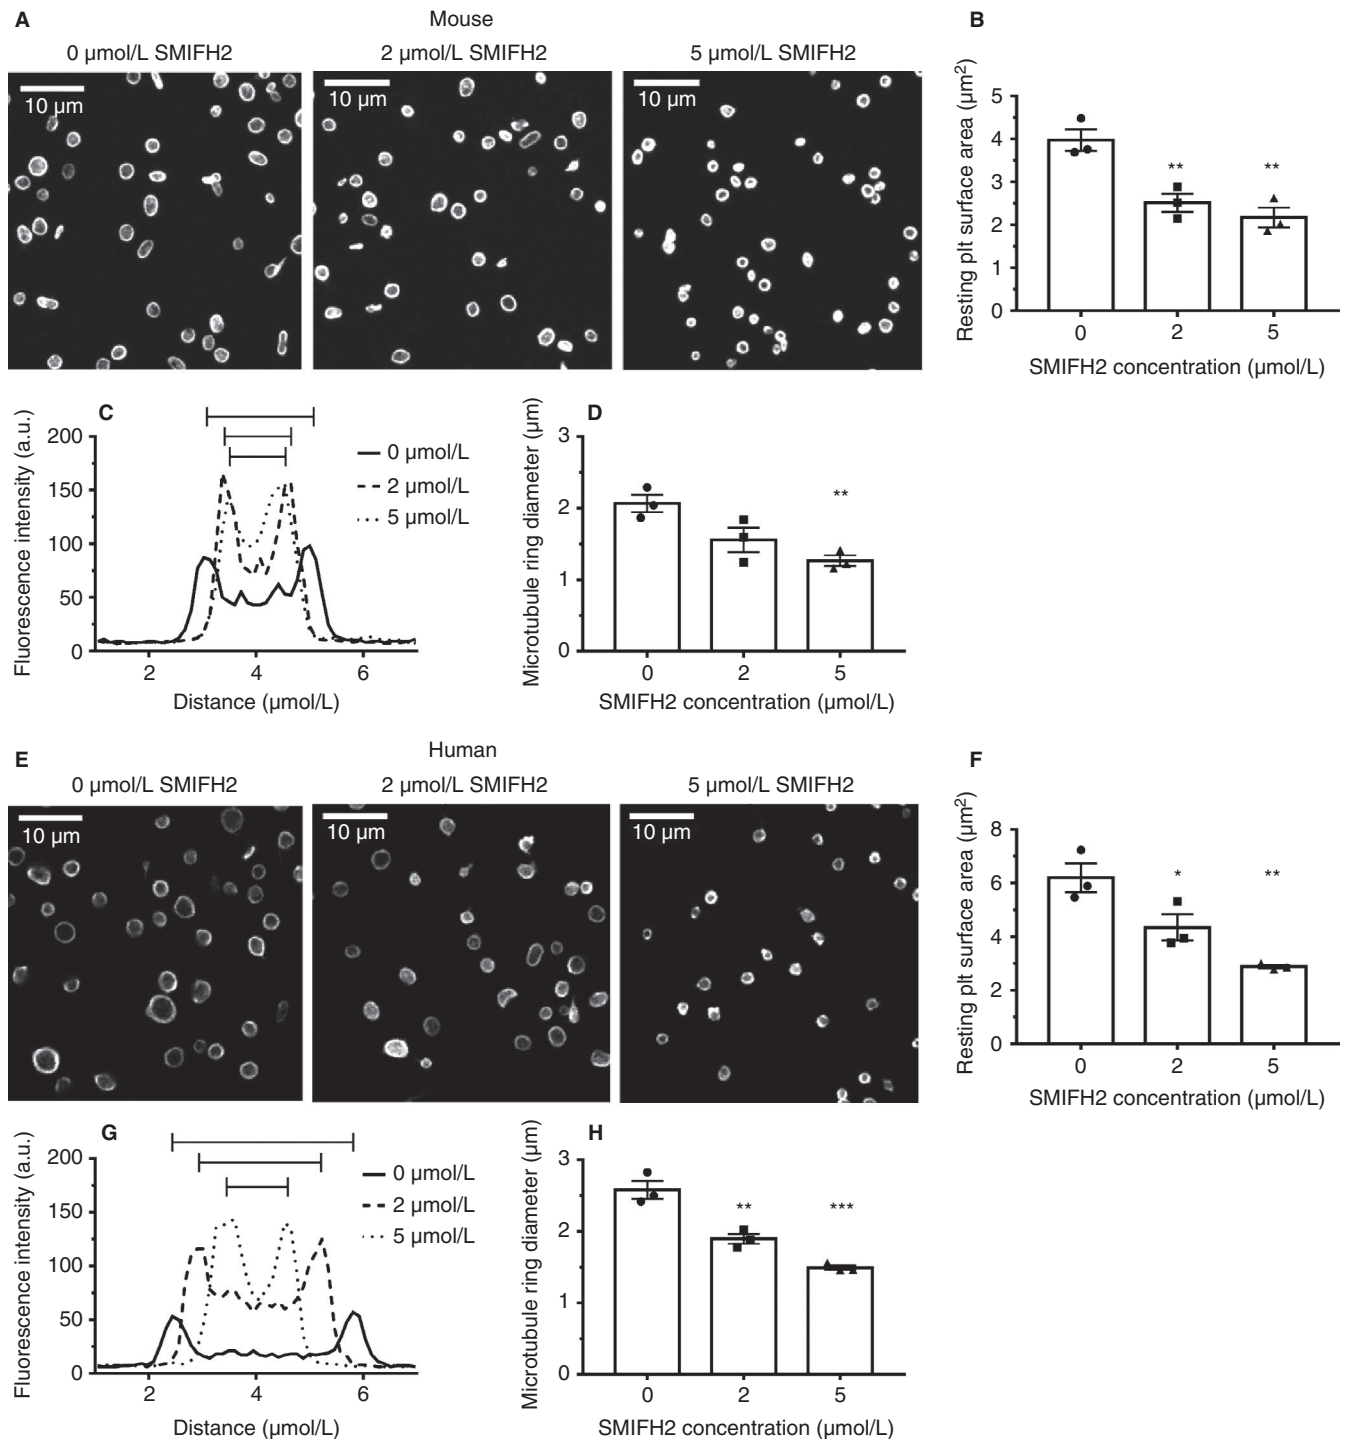 A
Mouse
B
0 µmol/L SMIFH2
2 µmol/L SMIFH2
5 µmol/L SMIFH2
10 µm
10 µm
10 µm
Resting plt surface area (µm²)
5
4
3
2
1
0
**
**
0 2 5
SMIFH2 concentration (µmol/L)
C
Fluorescence intensity (a.u.)
200
150
100
50
0
0 µmol/L
2 µmol/L
5 µmol/L
2 4 6
Distance (µmol/L)
D
Microtubule ring diameter (µm)
3
2
1
0
**
0 2 5
SMIFH2 concentration (µmol/L)
E
Human
F
0 µmol/L SMIFH2
2 µmol/L SMIFH2
5 µmol/L SMIFH2
10 µm
10 µm
10 µm
Resting plt surface area (µm²)
8
6
4
2
0
*
**
0 2 5
SMIFH2 concentration (µmol/L)
G
Fluorescence intensity (a.u.)
200
150
100
50
0
0 µmol/L
2 µmol/L
5 µmol/L
2 4 6
Distance (µmol/L)
H
Microtubule ring diameter (µm)
3
2
1
0
**
***
0 2 5
SMIFH2 concentration (µmol/L)